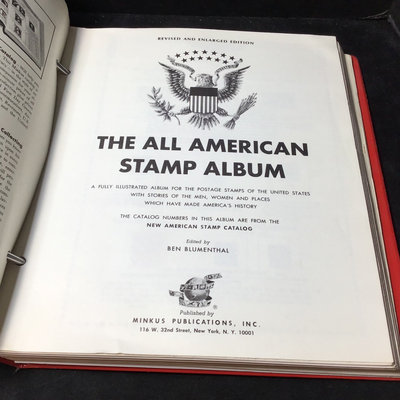 Catalog
Collecting
REVISED AND ENLARGED EDITION
THE ALL AMERICAN
STAMP ALBUM
A FULLY ILLUSTRATED ALBUM FOR THE POSTAGE STAMPS OF THE UNITED STATES
WITH STORIES OF THE MEN, WOMEN AND PLACES
WHICH HAVE MADE AMERICA'S HISTORY
THE CATALOG NUMBERS IN THIS ALBUM ARE FROM THE
NEW AMERICAN STAMP CATALOG
Edited by
BEN BLUMENTHAL
®
Published by
MINKUS PUBLICATIONS, INC.
116 W. 32nd Street, New York, N. Y. 10001